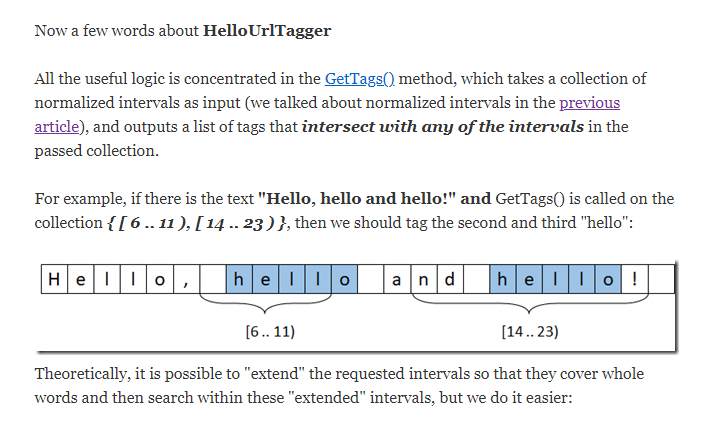 Now a few words about HelloUrlTagger
All the useful logic is concentrated in the GetTags() method, which takes a collection of
normalized intervals as input (we talked about normalized intervals in the previous
article), and outputs a list of tags that intersect with any of the intervals in the
passed collection.
For example, if there is the text "Hello, hello and hello!" and GetTags() is called on the
collection { [ 6 .. 11 ), [ 14 .. 23 ) }, then we should tag the second and third "hello":
H e l l o , h e l l o a n d h e l l o !
[6 .. 11) [14 .. 23)
Theoretically, it is possible to "extend" the requested intervals so that they cover whole
words and then search within these "extended" intervals, but we do it easier: